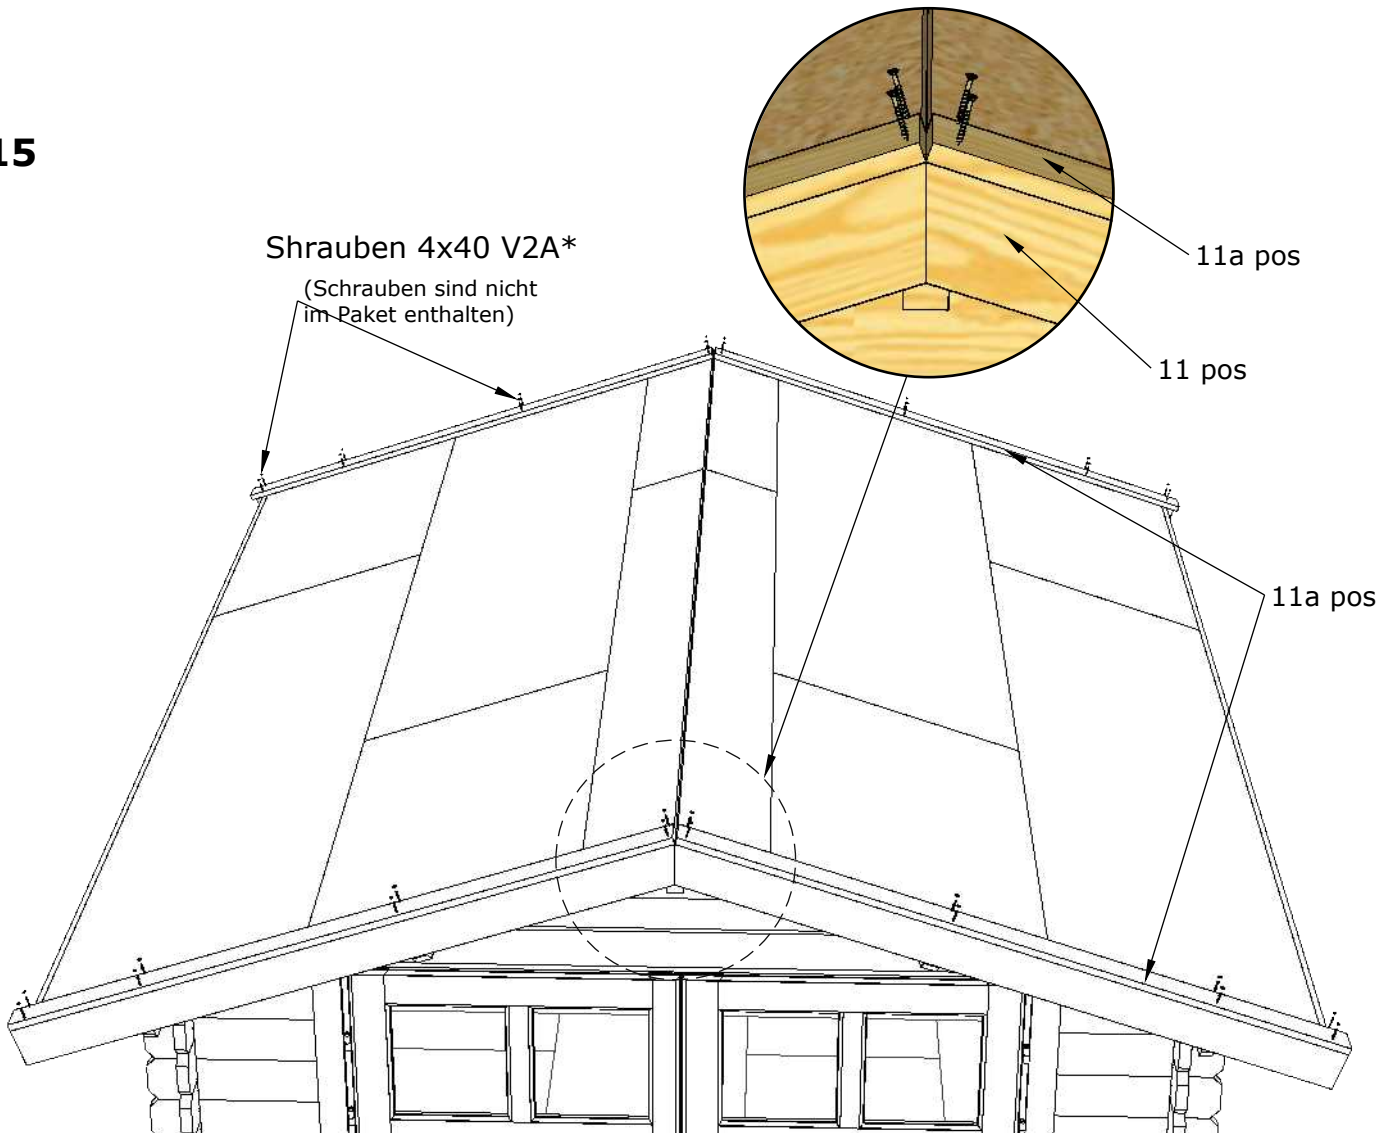 15
Shrauben 4x40 V2A*
(Schrauben sind nicht
im Paket enthalten)
11a pos
11 pos
11a pos